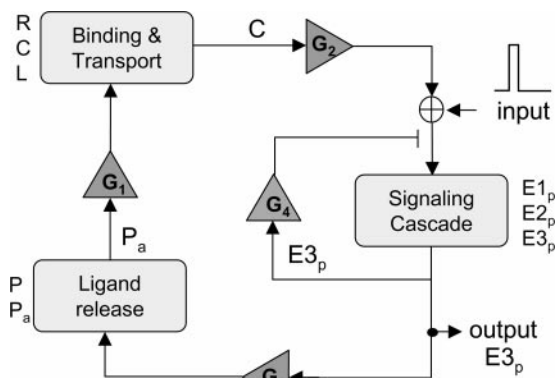 R
C
L
Binding &
Transport
C
G₂
input
G₁
G₄
Signaling
Cascade
E1ₚ
E2ₚ
E3ₚ
Pₐ
E3ₚ
P
Pₐ
Ligand
release
output
E3ₚ
G